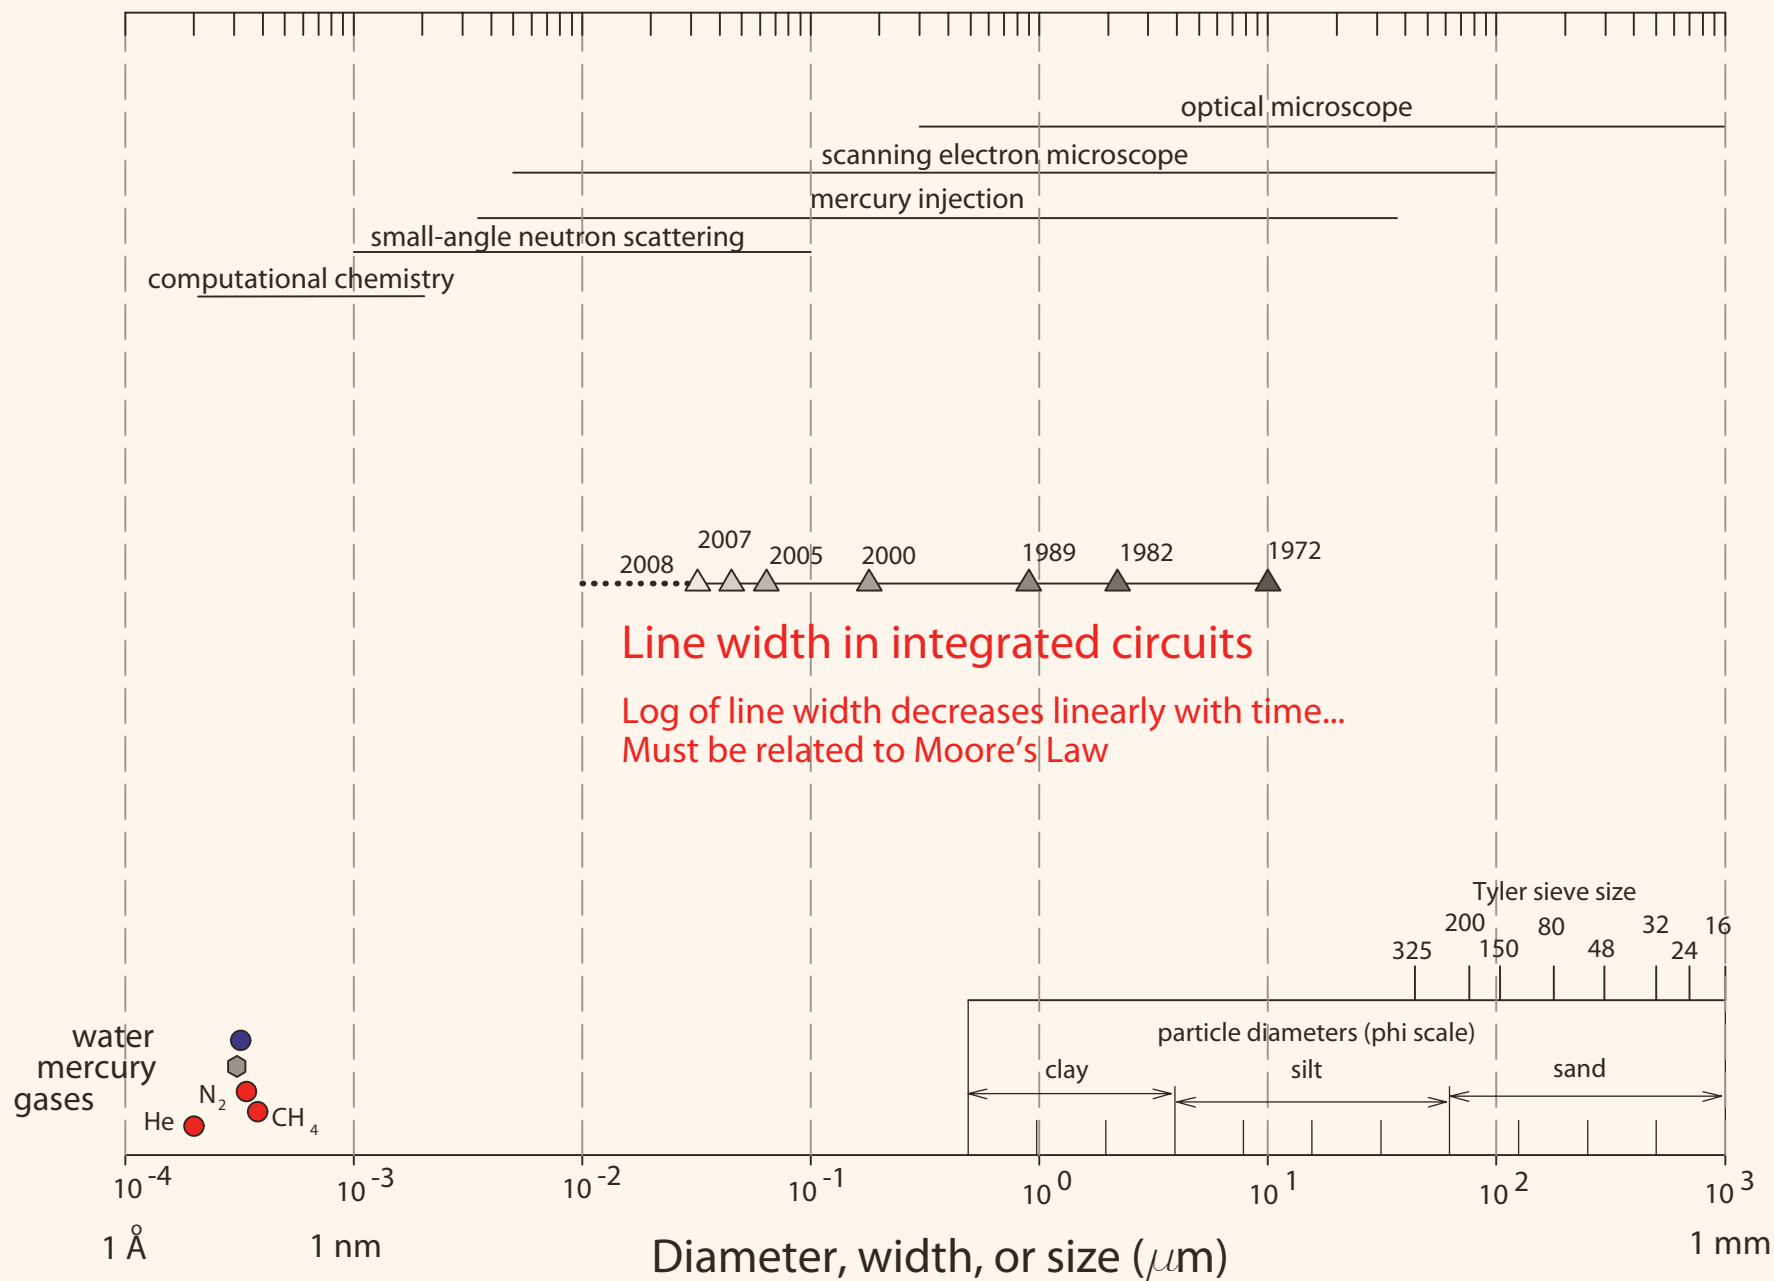 optical microscope
scanning electron microscope
mercury injection
small-angle neutron scattering
computational chemistry
2008 2007 2005 2000 1989 1982 1972
Line width in integrated circuits
Log of line width decreases linearly with time...
Must be related to Moore's Law
Tyler sieve size
325 200 150 80 48 32 24 16
water
mercury
gases
N₂
He
CH₄
particle diameters (phi scale)
clay silt sand
10⁻⁴ 10⁻³ 10⁻² 10⁻¹ 10⁰ 10¹ 10² 10³
1 Å 1 nm 1 mm
Diameter, width, or size (μm)